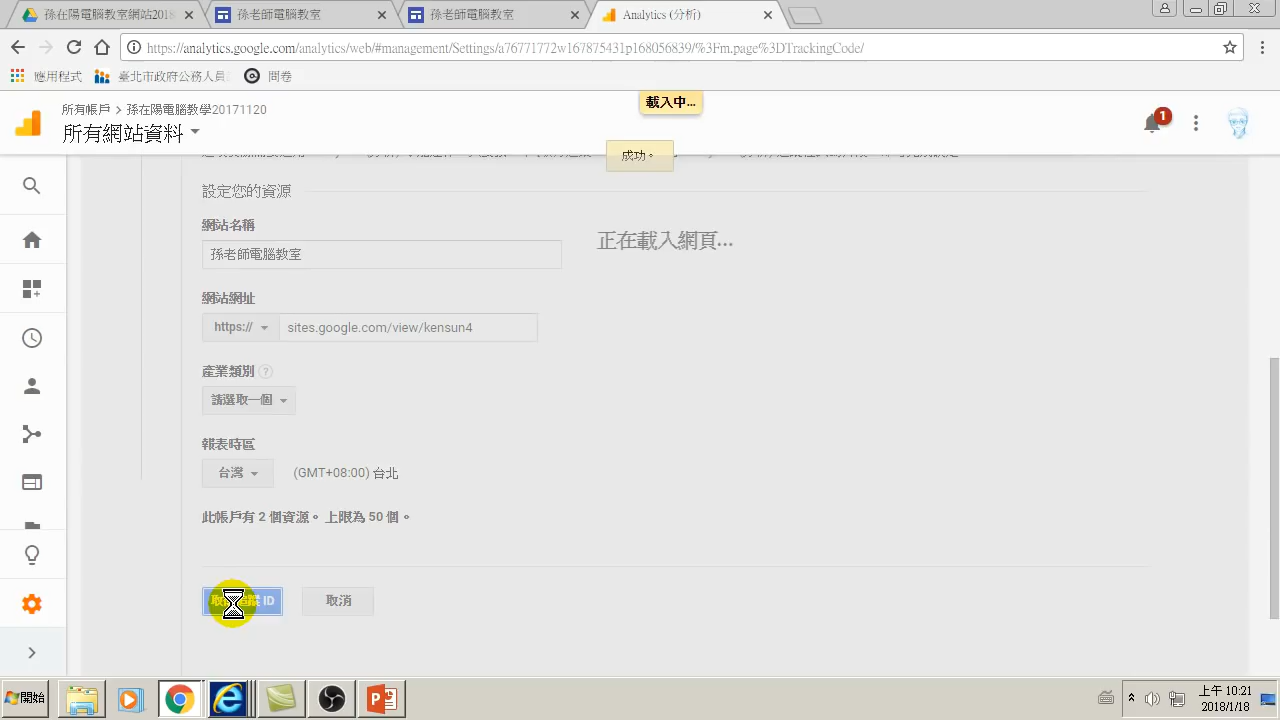 孫在陽電腦教室網站2018
孫老師電腦教室
孫老師電腦教室
Analytics (分析)
https://analytics.google.com/analytics/web/#management/Settings/a76771772w167875431p168056839/%3Fm.page%3DTrackingCode/
應用程式
臺北市政府公務人員
問卷
所有帳戶 > 孫在陽電腦教學20171120
載入中...
所有網站資料
1
成功。
設定您的資源
網站名稱
孫老師電腦教室
正在載入網頁...
網站網址
https://
sites.google.com/view/kensun4
產業類別 ?
請選取一個
報表時區
台灣
(GMT+08:00) 台北
此帳戶有 2 個資源。 上限為 50 個。
ID
取消
開始
上午 10:21
2018/1/18